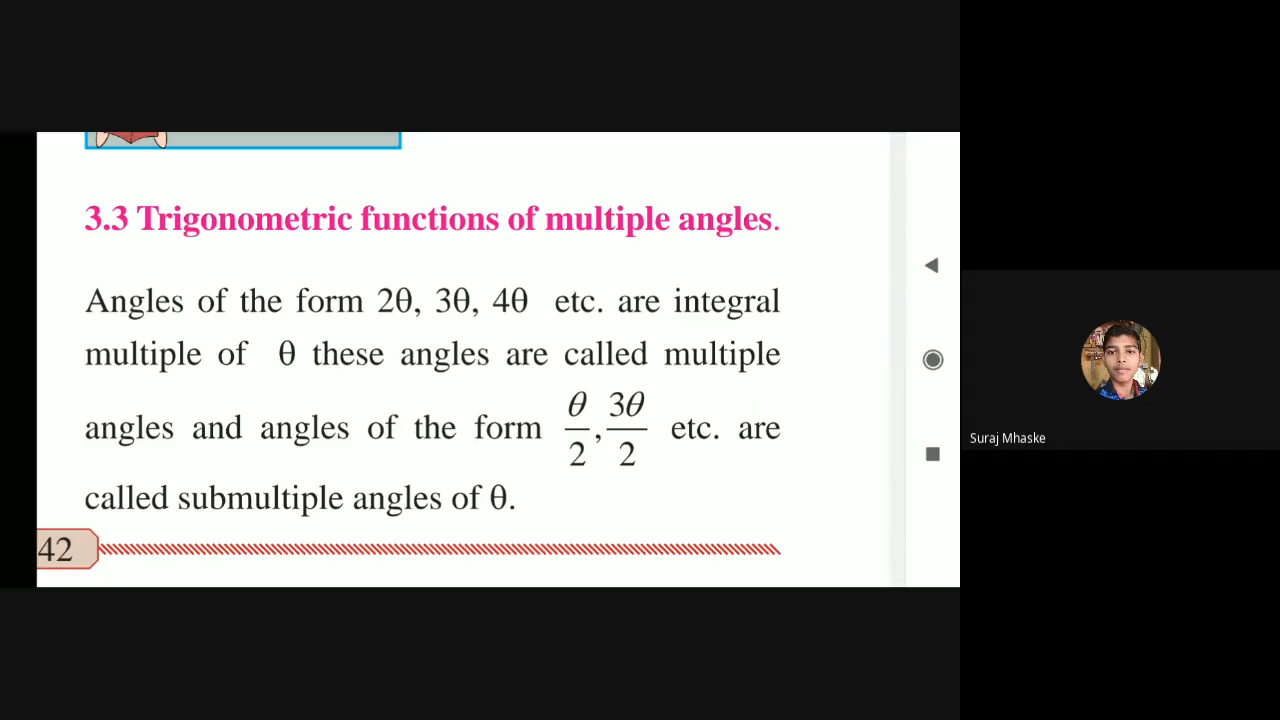 3.3 Trigonometric functions of multiple angles.
Angles of the form 2θ, 3θ, 4θ etc. are integral
multiple of θ these angles are called multiple
angles and angles of the form θ/2, 3θ/2 etc. are
called submultiple angles of θ.
42
Suraj Mhaske